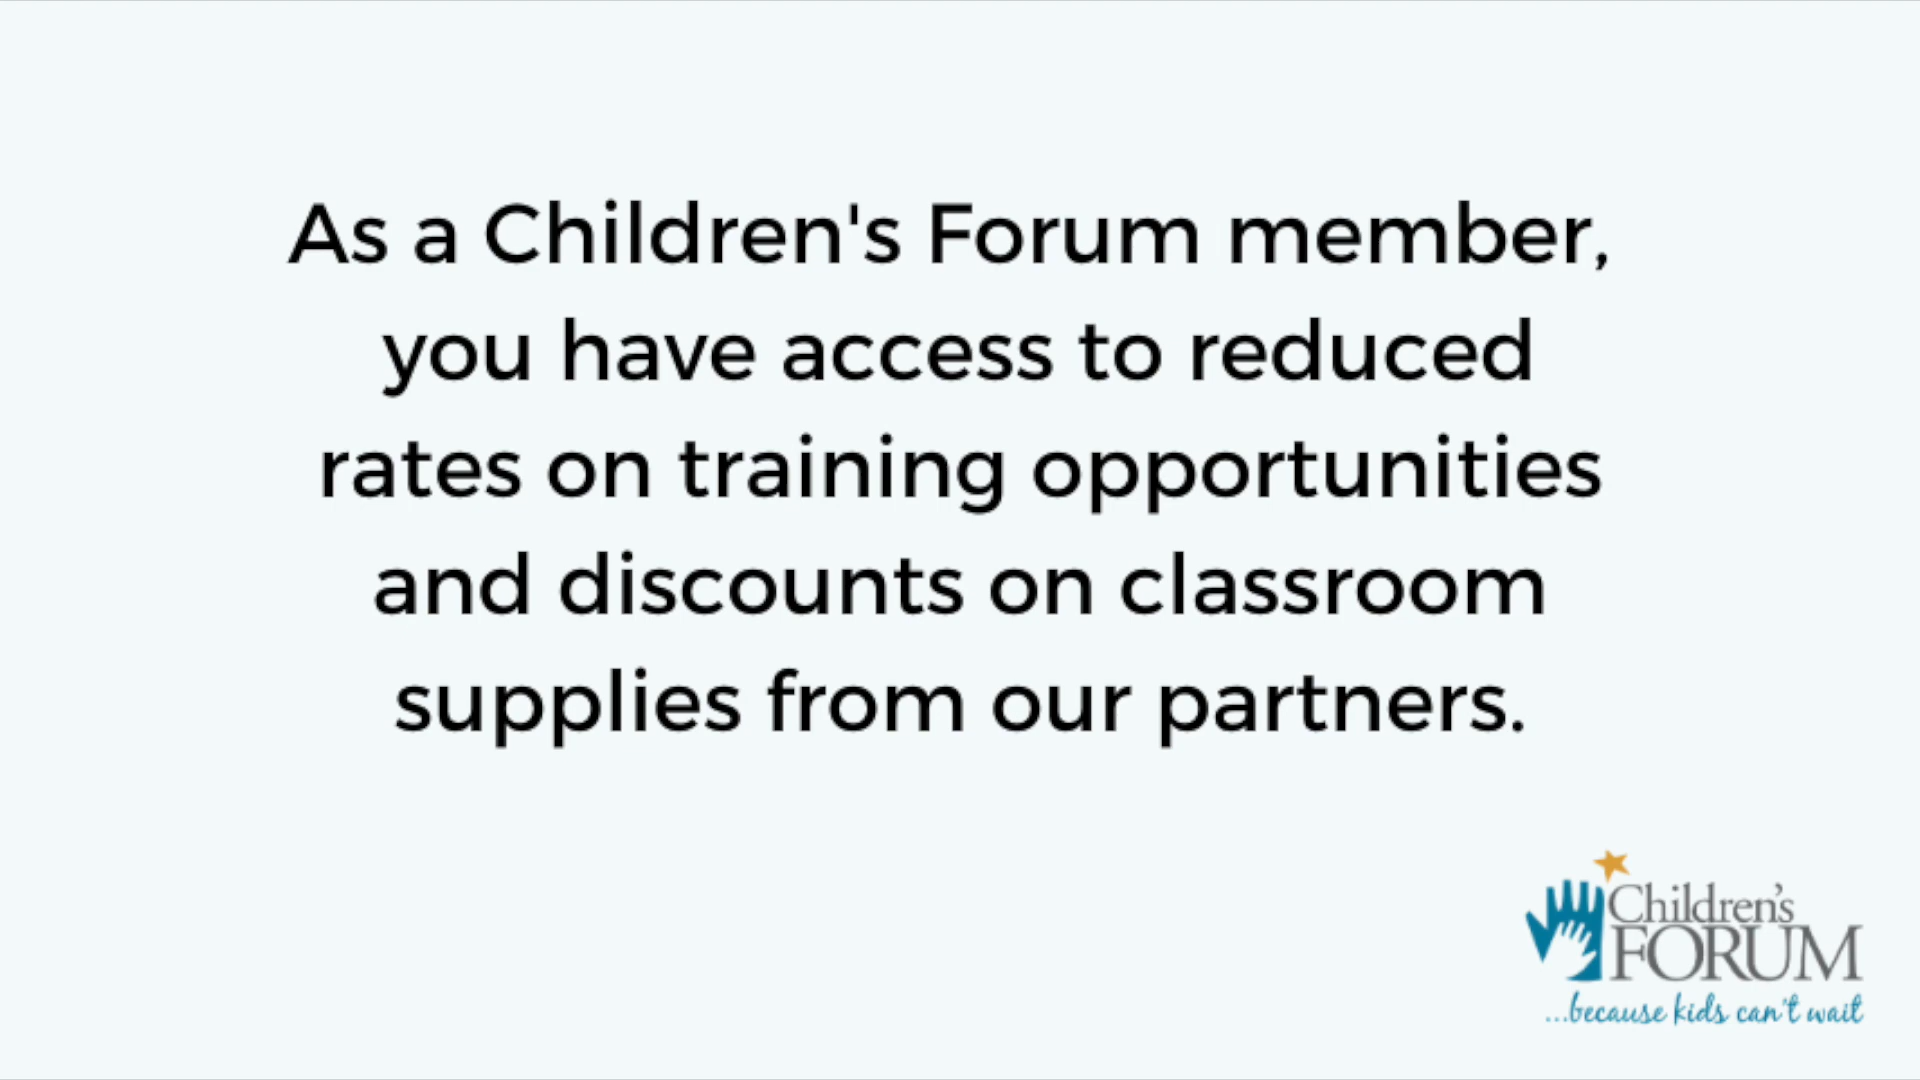 As a Children's Forum member,
you have access to reduced
rates on training opportunities
and discounts on classroom
supplies from our partners.
Children's
FORUM
...because kids can't wait